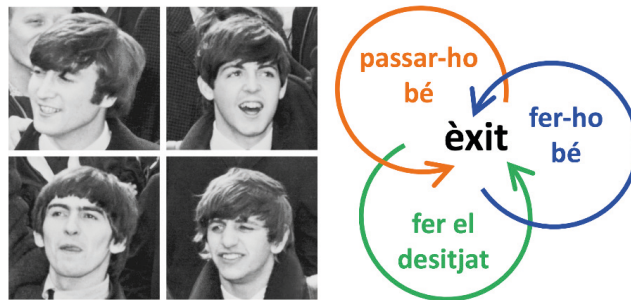 passar-ho
bé
èxit
fer-ho
bé
fer el
desitjat